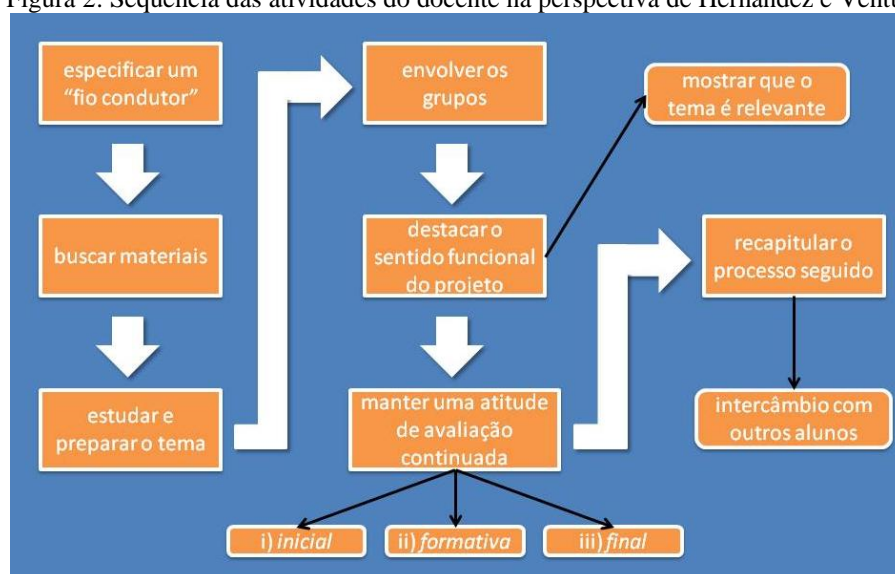 Figura 2: Sequência das atividades do docente na perspectiva de Hernández e
especificar um
"fio condutor"
buscar materiais
estudar e
preparar o tema
envolver os
grupos
destacar o
sentido funcional
do projeto
mostrar que o
tema é relevante
manter uma atitude
de avaliação
continuada
i) inicial
ii) formativa
iii) final
recapitular o
processo seguido
intercâmbio com
outros alunos